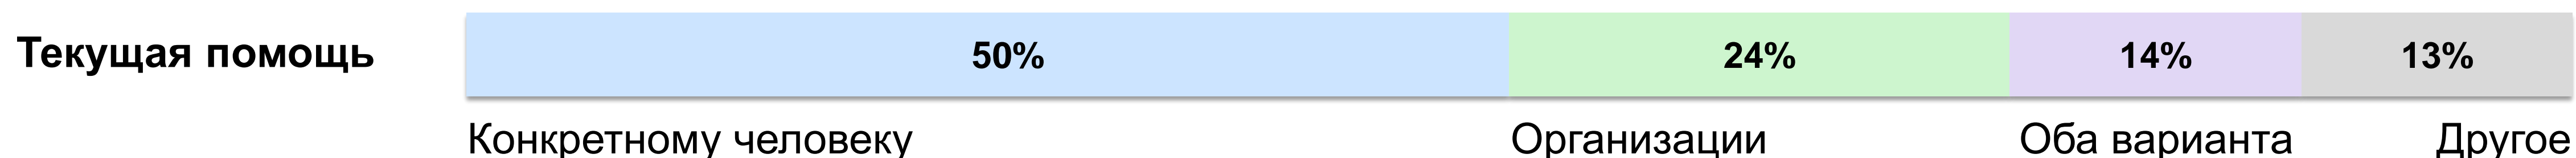 Текущая помощь 50% 24% 14% 13%
Конкретному человеку Организации Оба варианта Другое